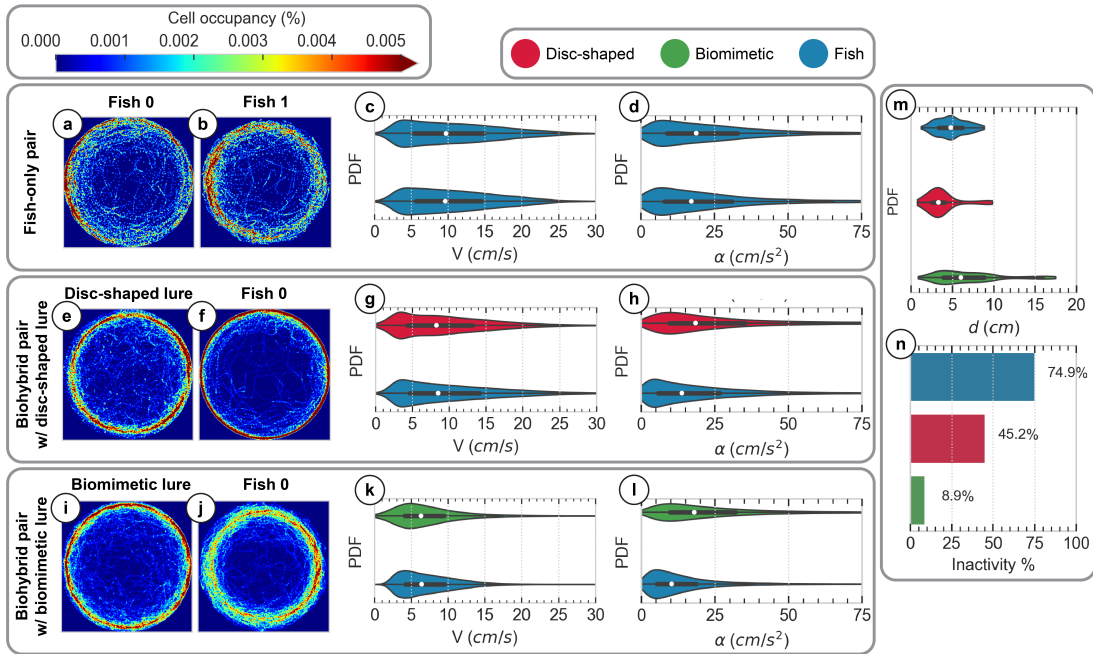 Cell occupancy (%)
0.000 0.001 0.002 0.003 0.004 0.005
Disc-shaped Biomimetic Fish
Fish-only pair
Fish 0 Fish 1
a b c d
PDF PDF
0 5 10 15 20 25 30
V (cm/s)
0 25 50 75
α (cm/s²)
Biohybrid pair
w/ disc-shaped lure
Disc-shaped lure Fish 0
e f g h
PDF PDF
0 5 10 15 20 25 30
V (cm/s)
0 25 50 75
α (cm/s²)
Biohybrid pair
w/ biomimetic lure
Biomimetic lure Fish 0
i j k l
PDF PDF
0 5 10 15 20 25 30
V (cm/s)
0 25 50 75
α (cm/s²)
m
PDF
0 5 10 15 20
d (cm)
n
74.9%
45.2%
8.9%
0 25 50 75 100
Inactivity %